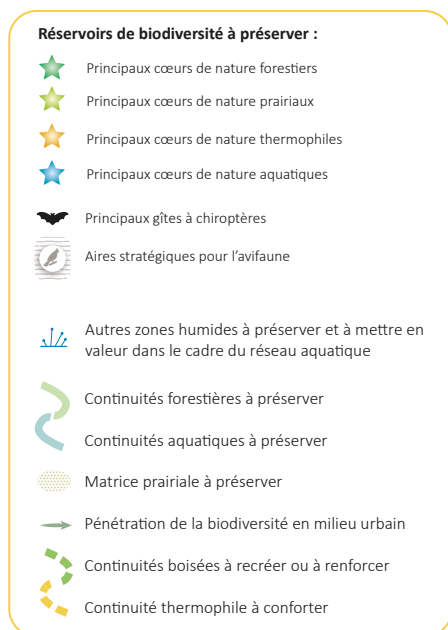 Réservoirs de biodiversité à préserver :
Principaux cœurs de nature forestiers
Principaux cœurs de nature prairiaux
Principaux cœurs de nature thermophiles
Principaux cœurs de nature aquatiques
Principaux gîtes à chiroptères
Aires stratégiques pour l'avifaune
Autres zones humides à préserver et à mettre en
valeur dans le cadre du réseau aquatique
Continuités forestières à préserver
Continuités aquatiques à préserver
Matrice prairiale à préserver
Pénétration de la biodiversité en milieu urbain
Continuités boisées à recréer ou à renforcer
Continuité thermophile à conforter